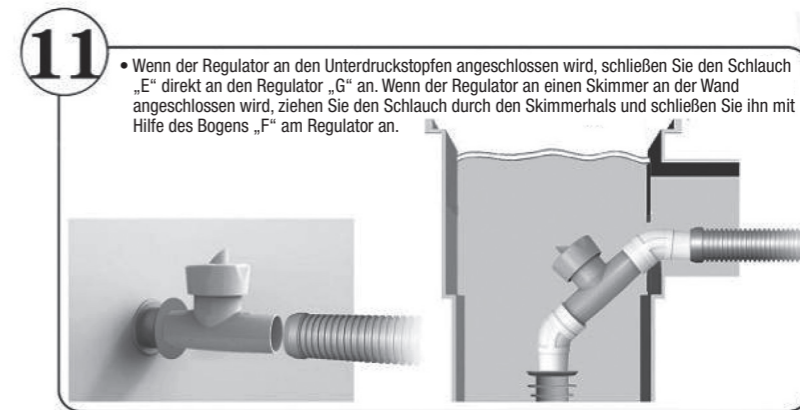 11
• Wenn der Regulator an den Unterdruckstopfen angeschlossen wird, schließen Sie den Schlauch
„E“ direkt an den Regulator „G“ an. Wenn der Regulator an einen Skimmer an der Wand
angeschlossen wird, ziehen Sie den Schlauch durch den Skimmerhals und schließen Sie ihn mit
Hilfe des Bogens „F“ am Regulator an.